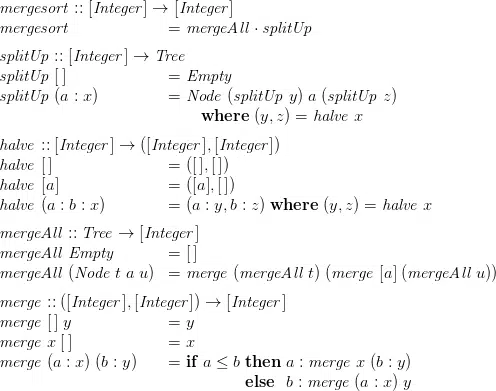 mergesort :: [Integer] → [Integer]
mergesort = mergeAll · splitUp
splitUp :: [Integer] → Tree
splitUp [ ] = Empty
splitUp (a : x) = Node (splitUp y) a (splitUp z)
where (y, z) = halve x
halve :: [Integer] → ([Integer], [Integer])
halve [ ] = ([ ], [ ])
halve [a] = ([a], [ ])
halve (a : b : x) = (a : y, b : z) where (y, z) = halve x
mergeAll :: Tree → [Integer]
mergeAll Empty = [ ]
mergeAll (Node t a u) = merge (mergeAll t) (merge [a] (mergeAll u))
merge :: ([Integer], [Integer]) → [Integer]
merge [ ] y = y
merge x [ ] = x
merge (a : x) (b : y) = if a ≤ b then a : merge x (b : y)
else b : merge (a : x) y